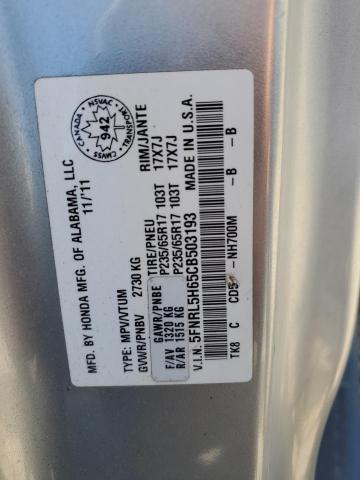 MFD. BY HONDA MFG. OF ALABAMA, LLC
11/'11
TYPE: MPV/VTUM
GVWR/PNBV 2730 KG
GAWR/PNBE TIRE/PNEU RIM/JANTE
F/AV 1320 KG P235/65R17 103T 17X7J
R/AR 1515 KG P235/65R17 103T 17X7J
V.I.N. 5FNRL5H65CB503193 MADE IN U.S.A.
TK8 C CD5 NH700M - B - B
CANADA NSVAC
942
CMVSS TRANSPORT